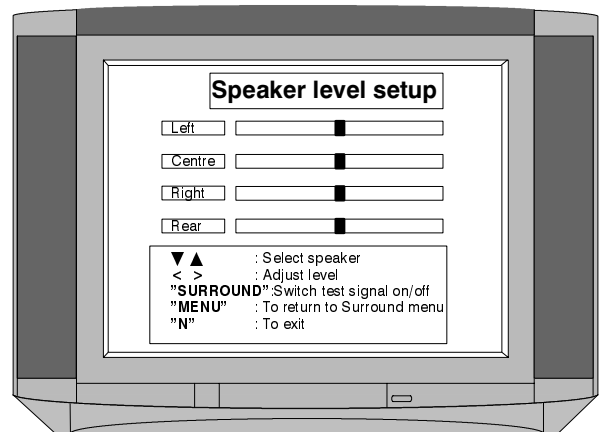 Speaker level setup
Left
Centre
Right
Rear
▼ ▲ : Select speaker
< > : Adjust level
”SURROUND”:Switch test signal on/off
”MENU” : To return to Surround menu
”N” : To exit